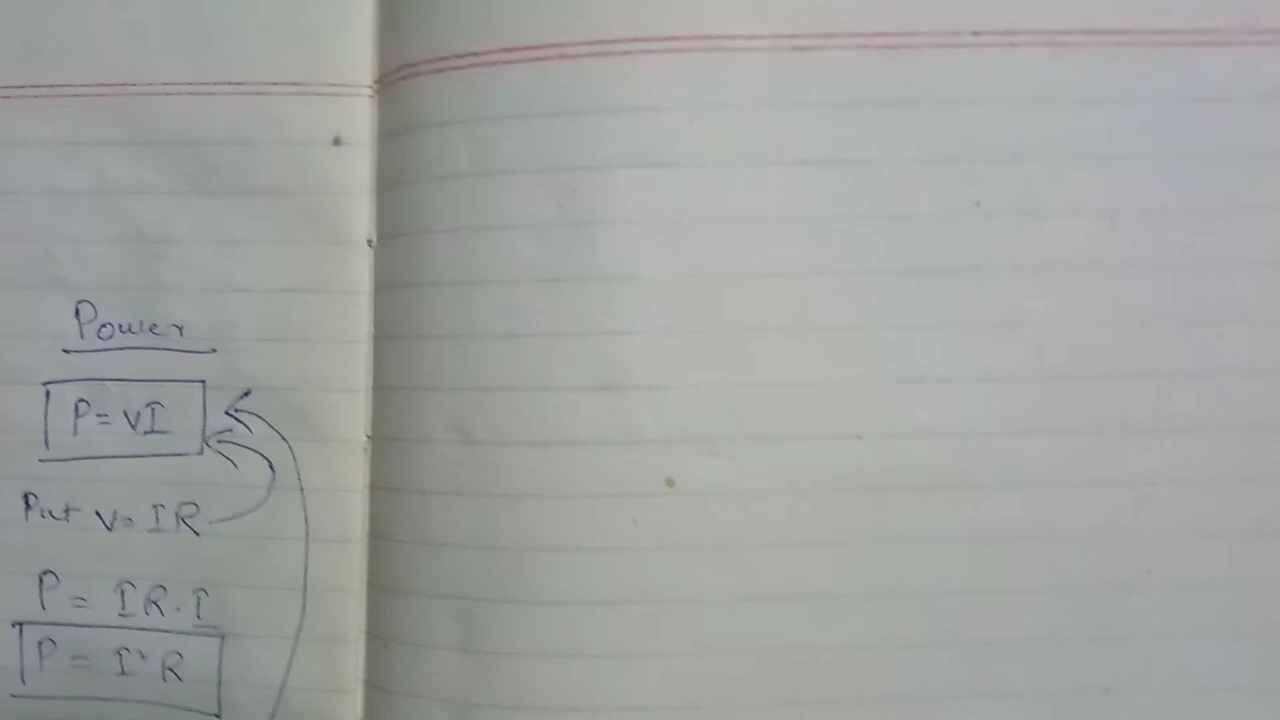 Power
P = VI
Put V = IR
P = IR.I
P = I²R